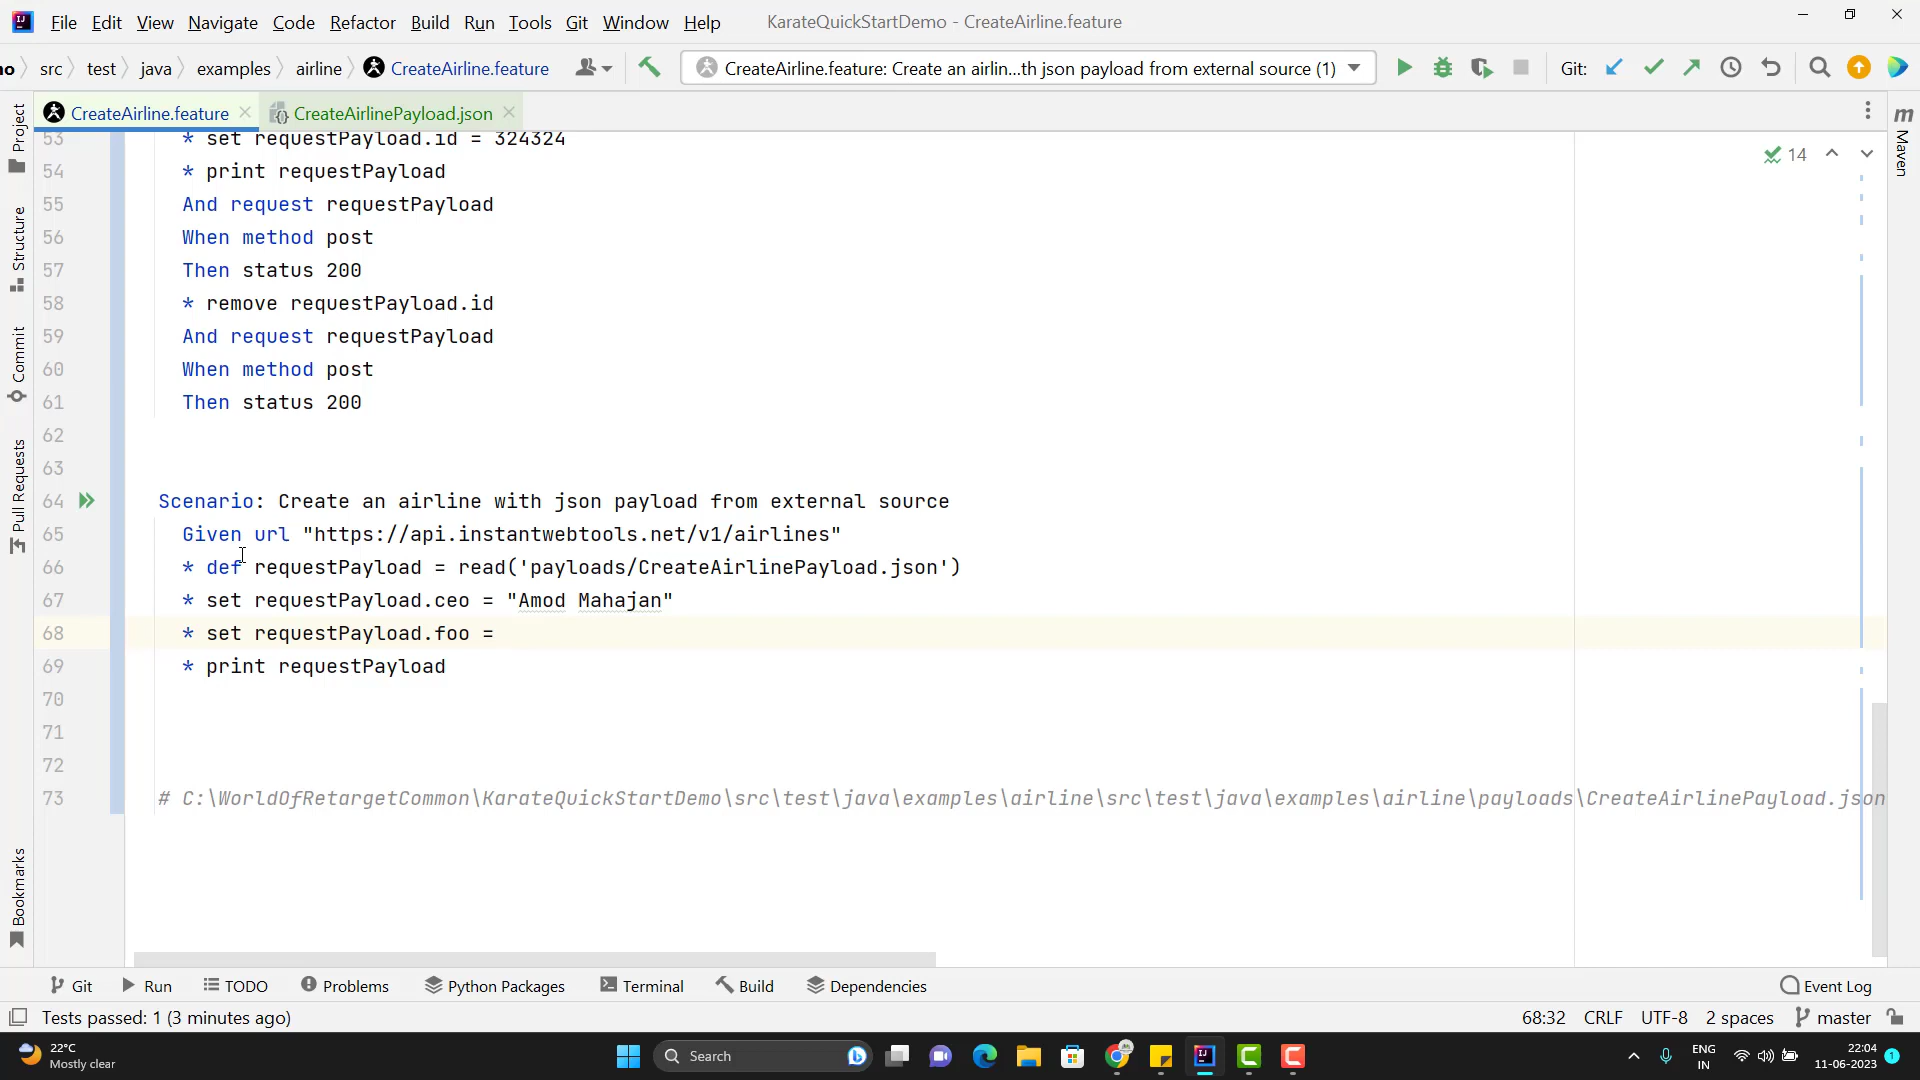 File Edit View Navigate Code Refactor Build Run Tools Git Window Help KarateQuickStartDemo - CreateAirline.feature
src test java examples airline CreateAirline.feature CreateAirline.feature: Create an airlin...th json payload from external source (1) Git:
CreateAirline.feature CreateAirlinePayload.json
Project
Structure
Commit
Pull Requests
Bookmarks
Maven
14
53 * set requestPayload.id = 324324
54 * print requestPayload
55 And request requestPayload
56 When method post
57 Then status 200
58 * remove requestPayload.id
59 And request requestPayload
60 When method post
61 Then status 200
62
63
64 Scenario: Create an airline with json payload from external source
65 Given url "https://api.instantwebtools.net/v1/airlines"
66 * def requestPayload = read('payloads/CreateAirlinePayload.json')
67 * set requestPayload.ceo = "Amod Mahajan"
68 * set requestPayload.foo =
69 * print requestPayload
70
71
72
73 # C:\WorldOfRetargetCommon\KarateQuickStartDemo\src\test\java\examples\airline\src\test\java\examples\airline\payloads\CreateAirlinePayload.json
Git Run TODO Problems Python Packages Terminal Build Dependencies Event Log
Tests passed: 1 (3 minutes ago) 68:32 CRLF UTF-8 2 spaces master
22°C
Mostly clear
Search
ENG
IN
22:04
11-06-2023
1